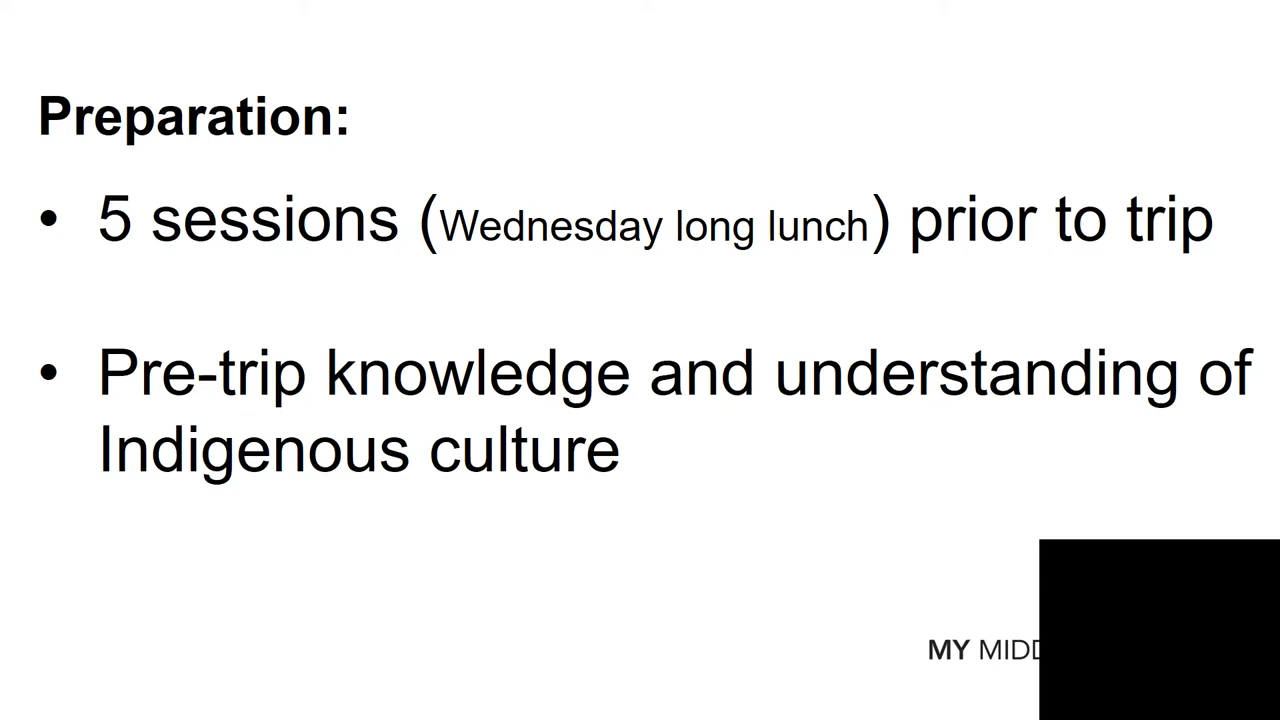 Preparation:
• 5 sessions (Wednesday long lunch) prior to trip
• Pre-trip knowledge and understanding of
Indigenous culture
MY